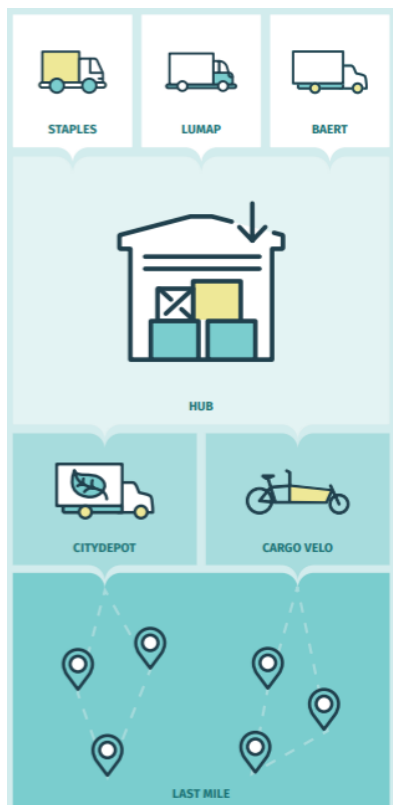 STAPLES
LUMAP
BAERT
HUB
CITYDEPOT
CARGO VELO
LAST MILE